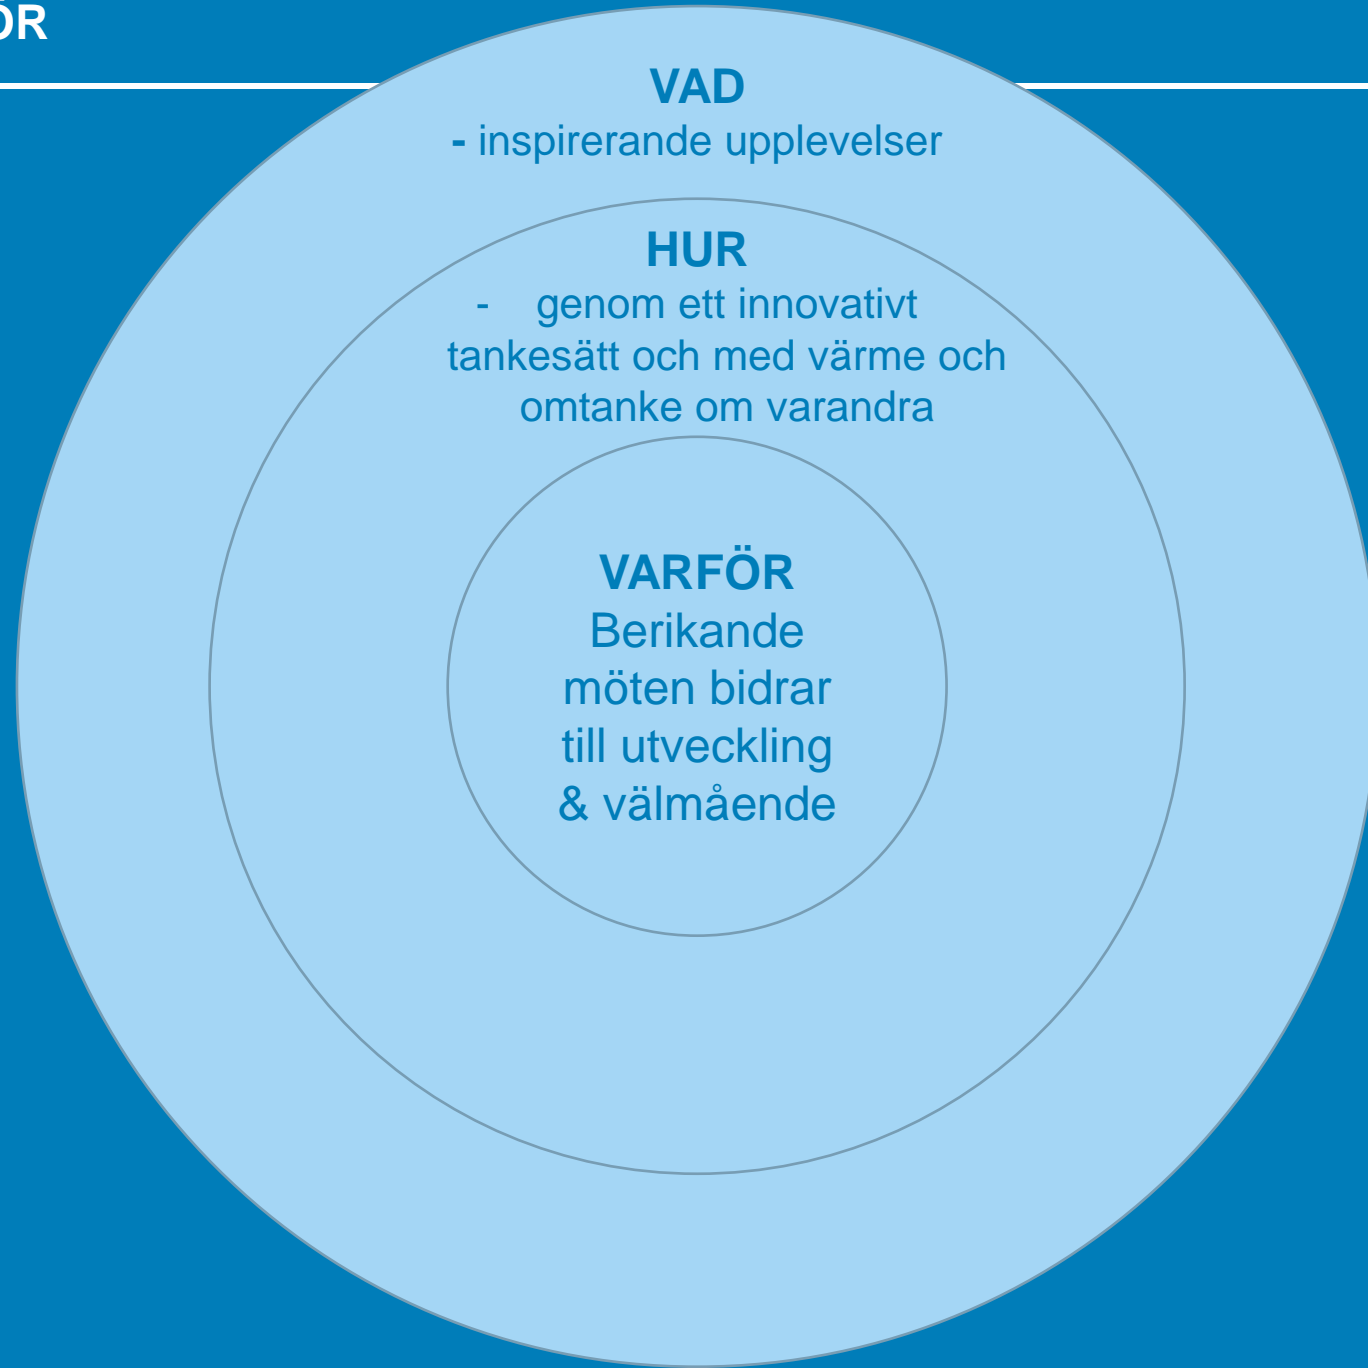 ÖR
VAD
- inspirerande upplevelser
HUR
- genom ett innovativt
tankesätt och med värme och
omtanke om varandra
VARFÖR
Berikande
möten bidrar
till utveckling
& välmående